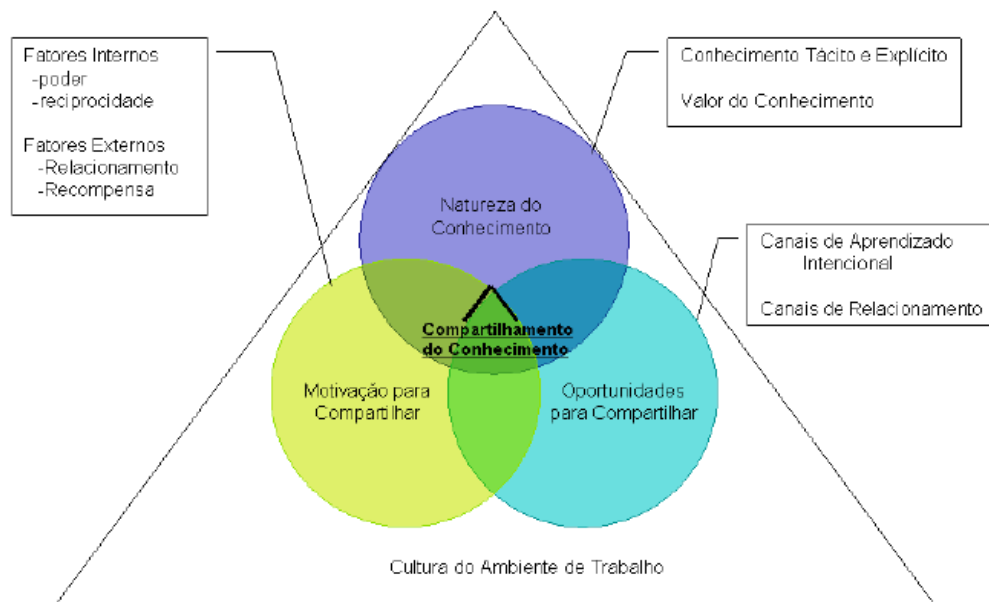 Fatores Internos
-poder
-reciprocidade
Fatores Externos
-Relacionamento
-Recompensa
Conhecimento Tácito e Explícito
Valor do Conhecimento
Natureza do
Conhecimento
Canais de Aprendizado
Intencional
Canais de Relacionamento
Compartilhamento
do Conhecimento
Motivação para
Compartilhar
Oportunidades
para Compartilhar
Cultura do Ambiente de Trabalho